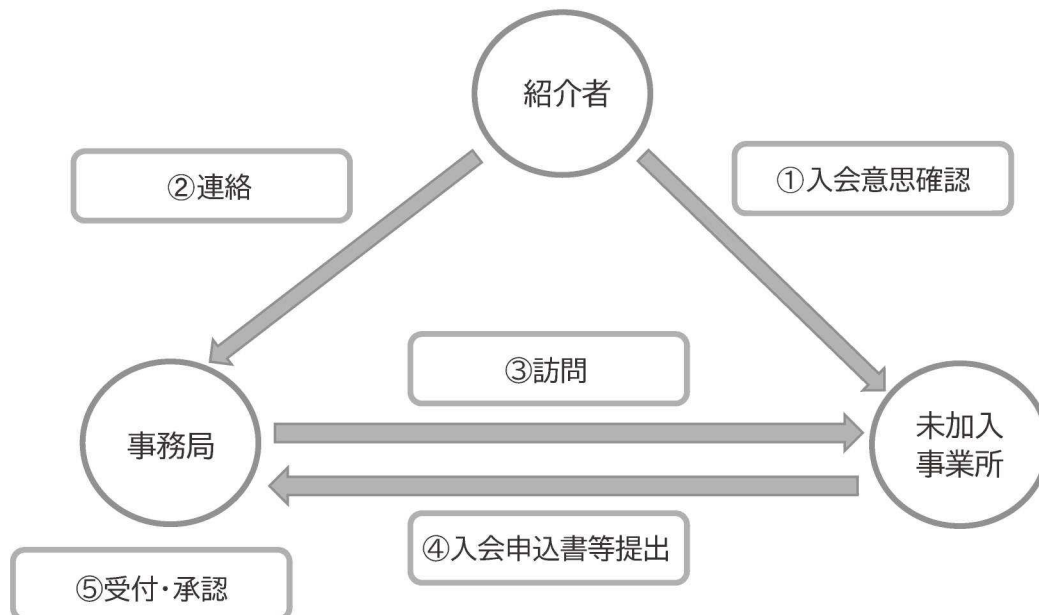 紹介者
②連絡
①入会意思確認
③訪問
事務局
未加入
事業所
④入会申込書等提出
⑤受付・承認